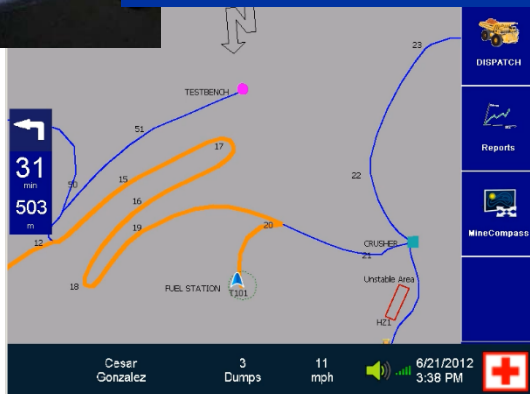 N
23
DISPATCH
TESTBENCH
51
17
Reports
31
min
50
15
22
503
m
16
MineCompass
19
20
12
CRUSHER
21
18
FUEL STATION
T101
Unstable Area
HZ1
Cesar
Gonzalez
3
Dumps
11
mph
6/21/2012
3:38 PM